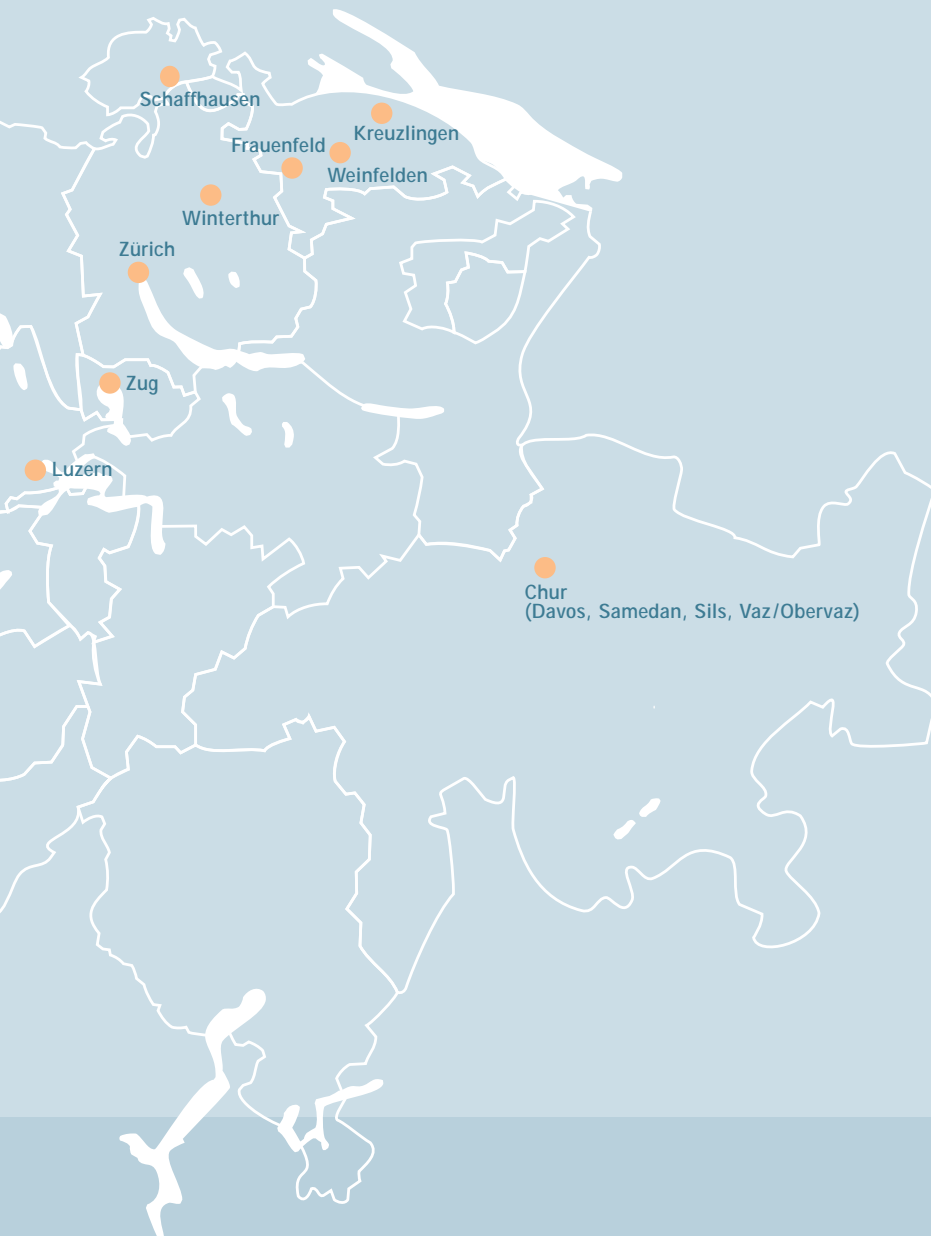 Schaffhausen
Kreuzlingen
Frauenfeld
Weinfelden
Winterthur
Zürich
Zug
Luzern
Chur
(Davos, Samedan, Sils, Vaz/Obervaz)